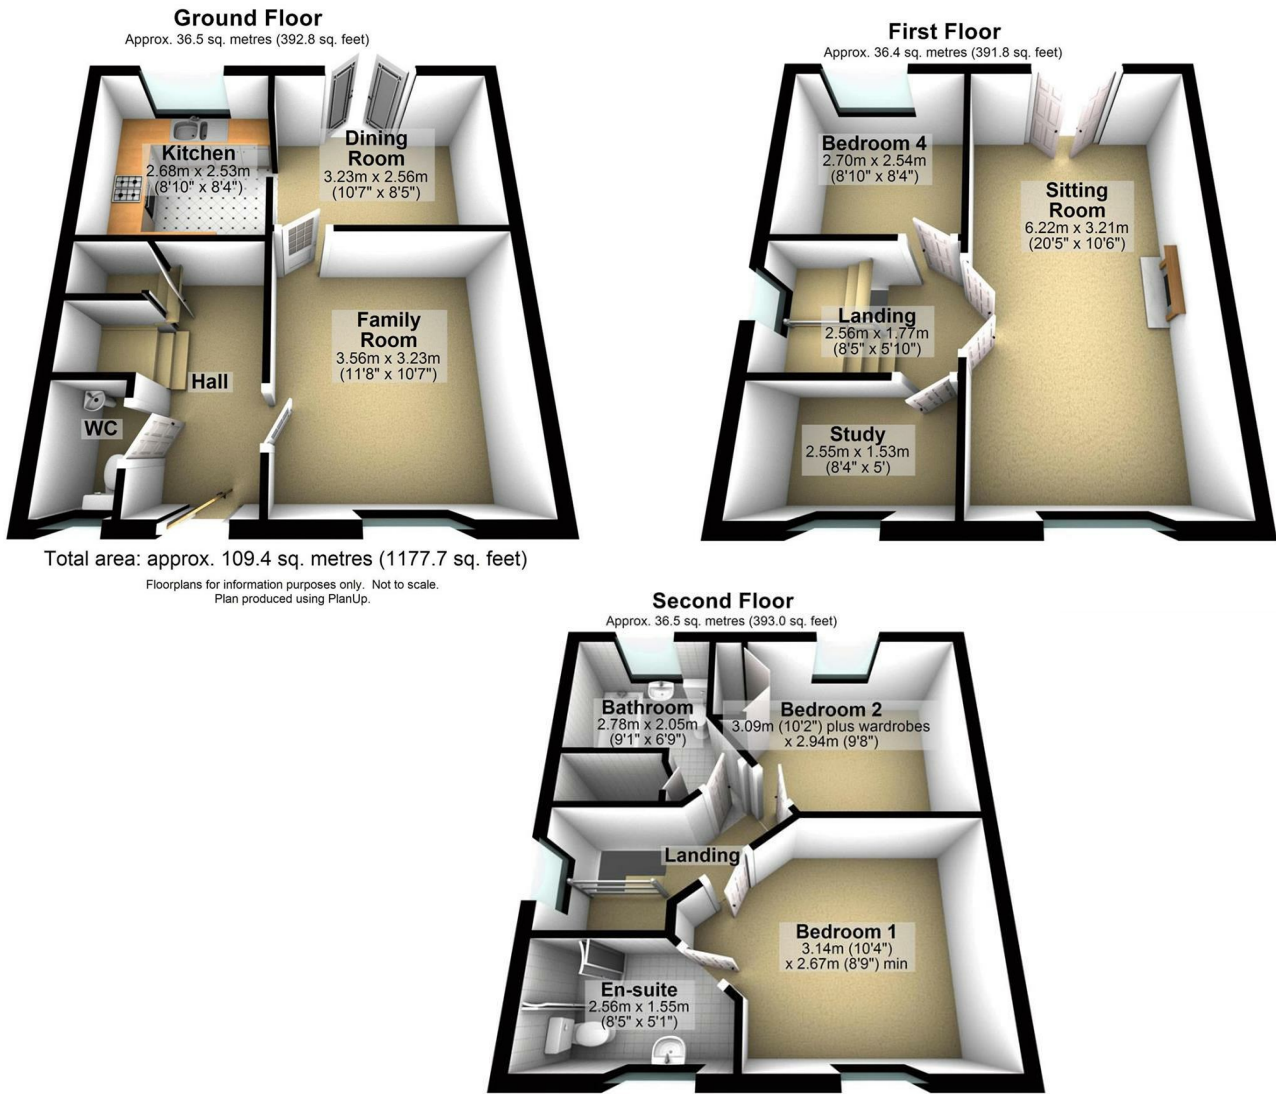 Ground Floor
Approx. 36.5 sq. metres (392.8 sq. feet)
Kitchen
2.68m x 2.53m
(8'10" x 8'4")
Dining
Room
3.23m x 2.56m
(10'7" x 8'5")
Family
Room
3.56m x 3.23m
(11'8" x 10'7")
Hall
WC
Total area: approx. 109.4 sq. metres (1177.7 sq. feet)
Floorplans for information purposes only. Not to scale.
Plan produced using PlanUp.
First Floor
Approx. 36.4 sq. metres (391.8 sq. feet)
Bedroom 4
2.70m x 2.54m
(8'10" x 8'4")
Sitting
Room
6.22m x 3.21m
(20'5" x 10'6")
Landing
2.56m x 1.77m
(8'5" x 5'10")
Study
2.55m x 1.53m
(8'4" x 5')
Second Floor
Approx. 36.5 sq. metres (393.0 sq. feet)
Bathroom
2.78m x 2.05m
(9'1" x 6'9")
Bedroom 2
3.09m (10'2") plus wardrobes
x 2.94m (9'8")
Landing
Bedroom 1
3.14m (10'4")
x 2.67m (8'9") min
En-suite
2.56m x 1.55m
(8'5" x 5'1")